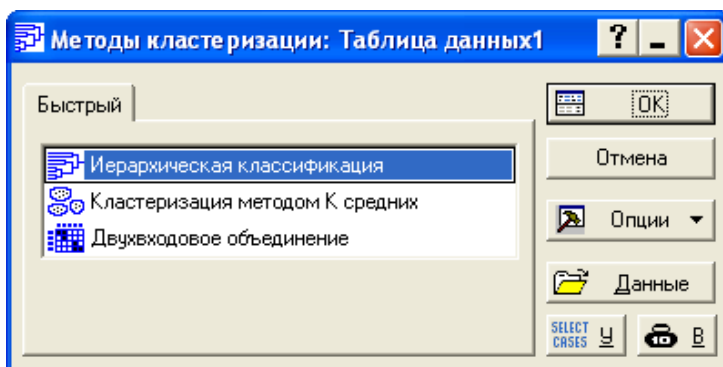 Методы кластеризации: Таблица данных1
Быстрый
Иерархическая классификация
Кластеризация методом К средних
Двухвходовое объединение
OK
Отмена
Опции
Данные
SELECT CASES У
В